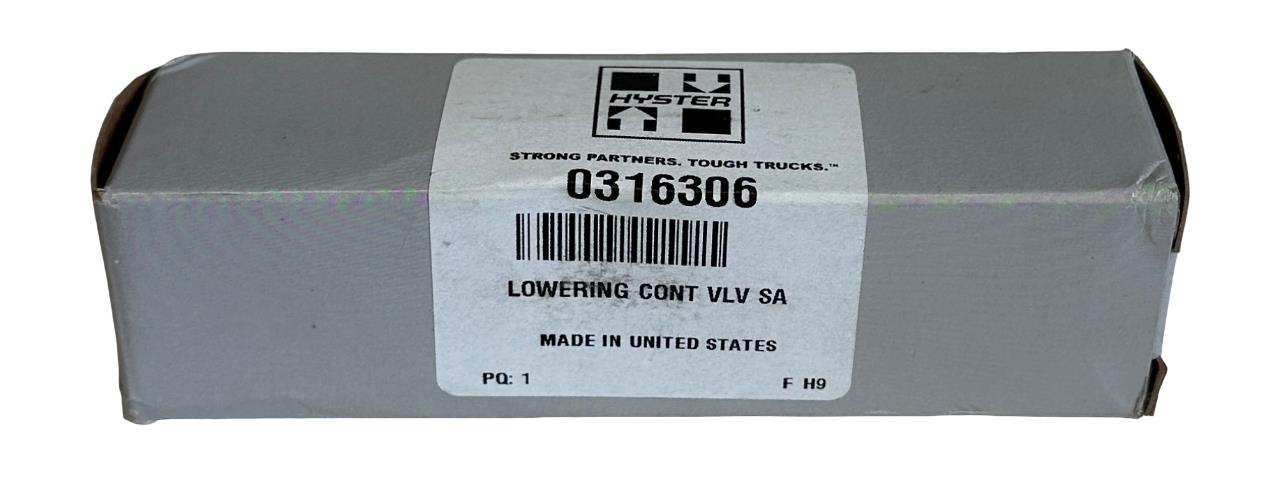 HYSTER
STRONG PARTNERS. TOUGH TRUCKS.™
0316306
LOWERING CONT VLV SA
MADE IN UNITED STATES
PQ: 1 F H9